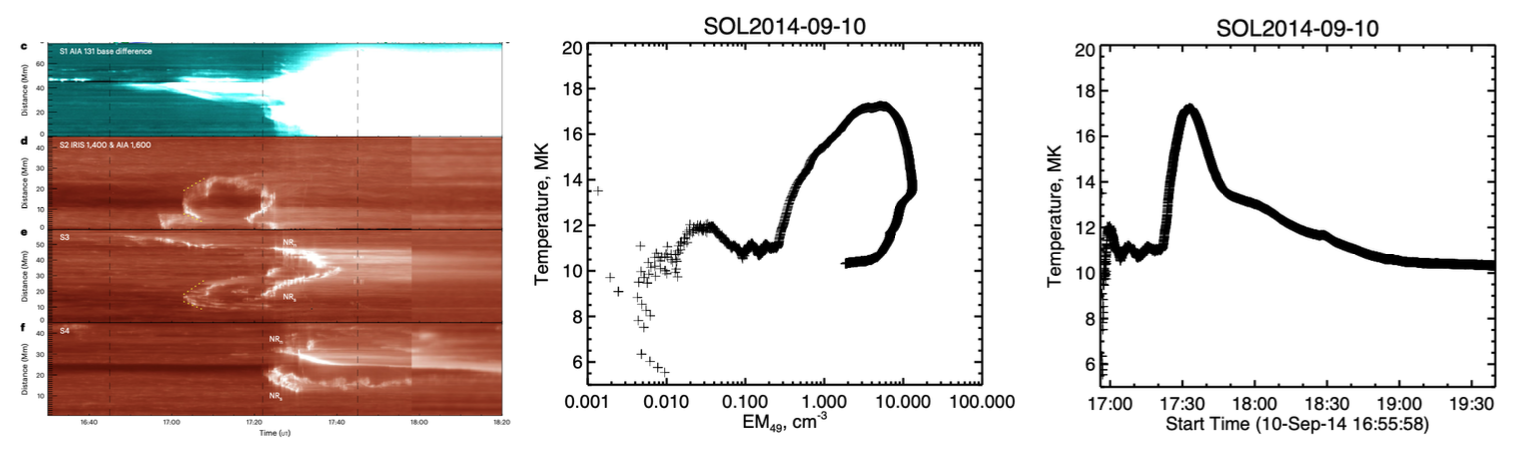 c
S1 AIA 131 base difference
Distance (Mm)
60
40
20
0
d
S2 IRIS 1,400 & AIA 1,600
Distance (Mm)
40
30
20
10
0
e
S3
NRn
NRs
Distance (Mm)
50
40
30
20
10
0
f
S4
NRn
NRs
Distance (Mm)
40
30
20
10
16:40 17:00 17:20 17:40 18:00 18:20
Time (UT)
SOL2014-09-10
Temperature, MK
20
18
16
14
12
10
8
6
0.001 0.010 0.100 1.000 10.000 100.000
EM49, cm-3
SOL2014-09-10
Temperature, MK
20
18
16
14
12
10
8
6
17:00 17:30 18:00 18:30 19:00 19:30
Start Time (10-Sep-14 16:55:58)